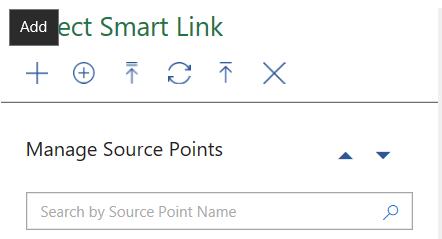 Add
ect Smart Link
Manage Source Points
Search by Source Point Name